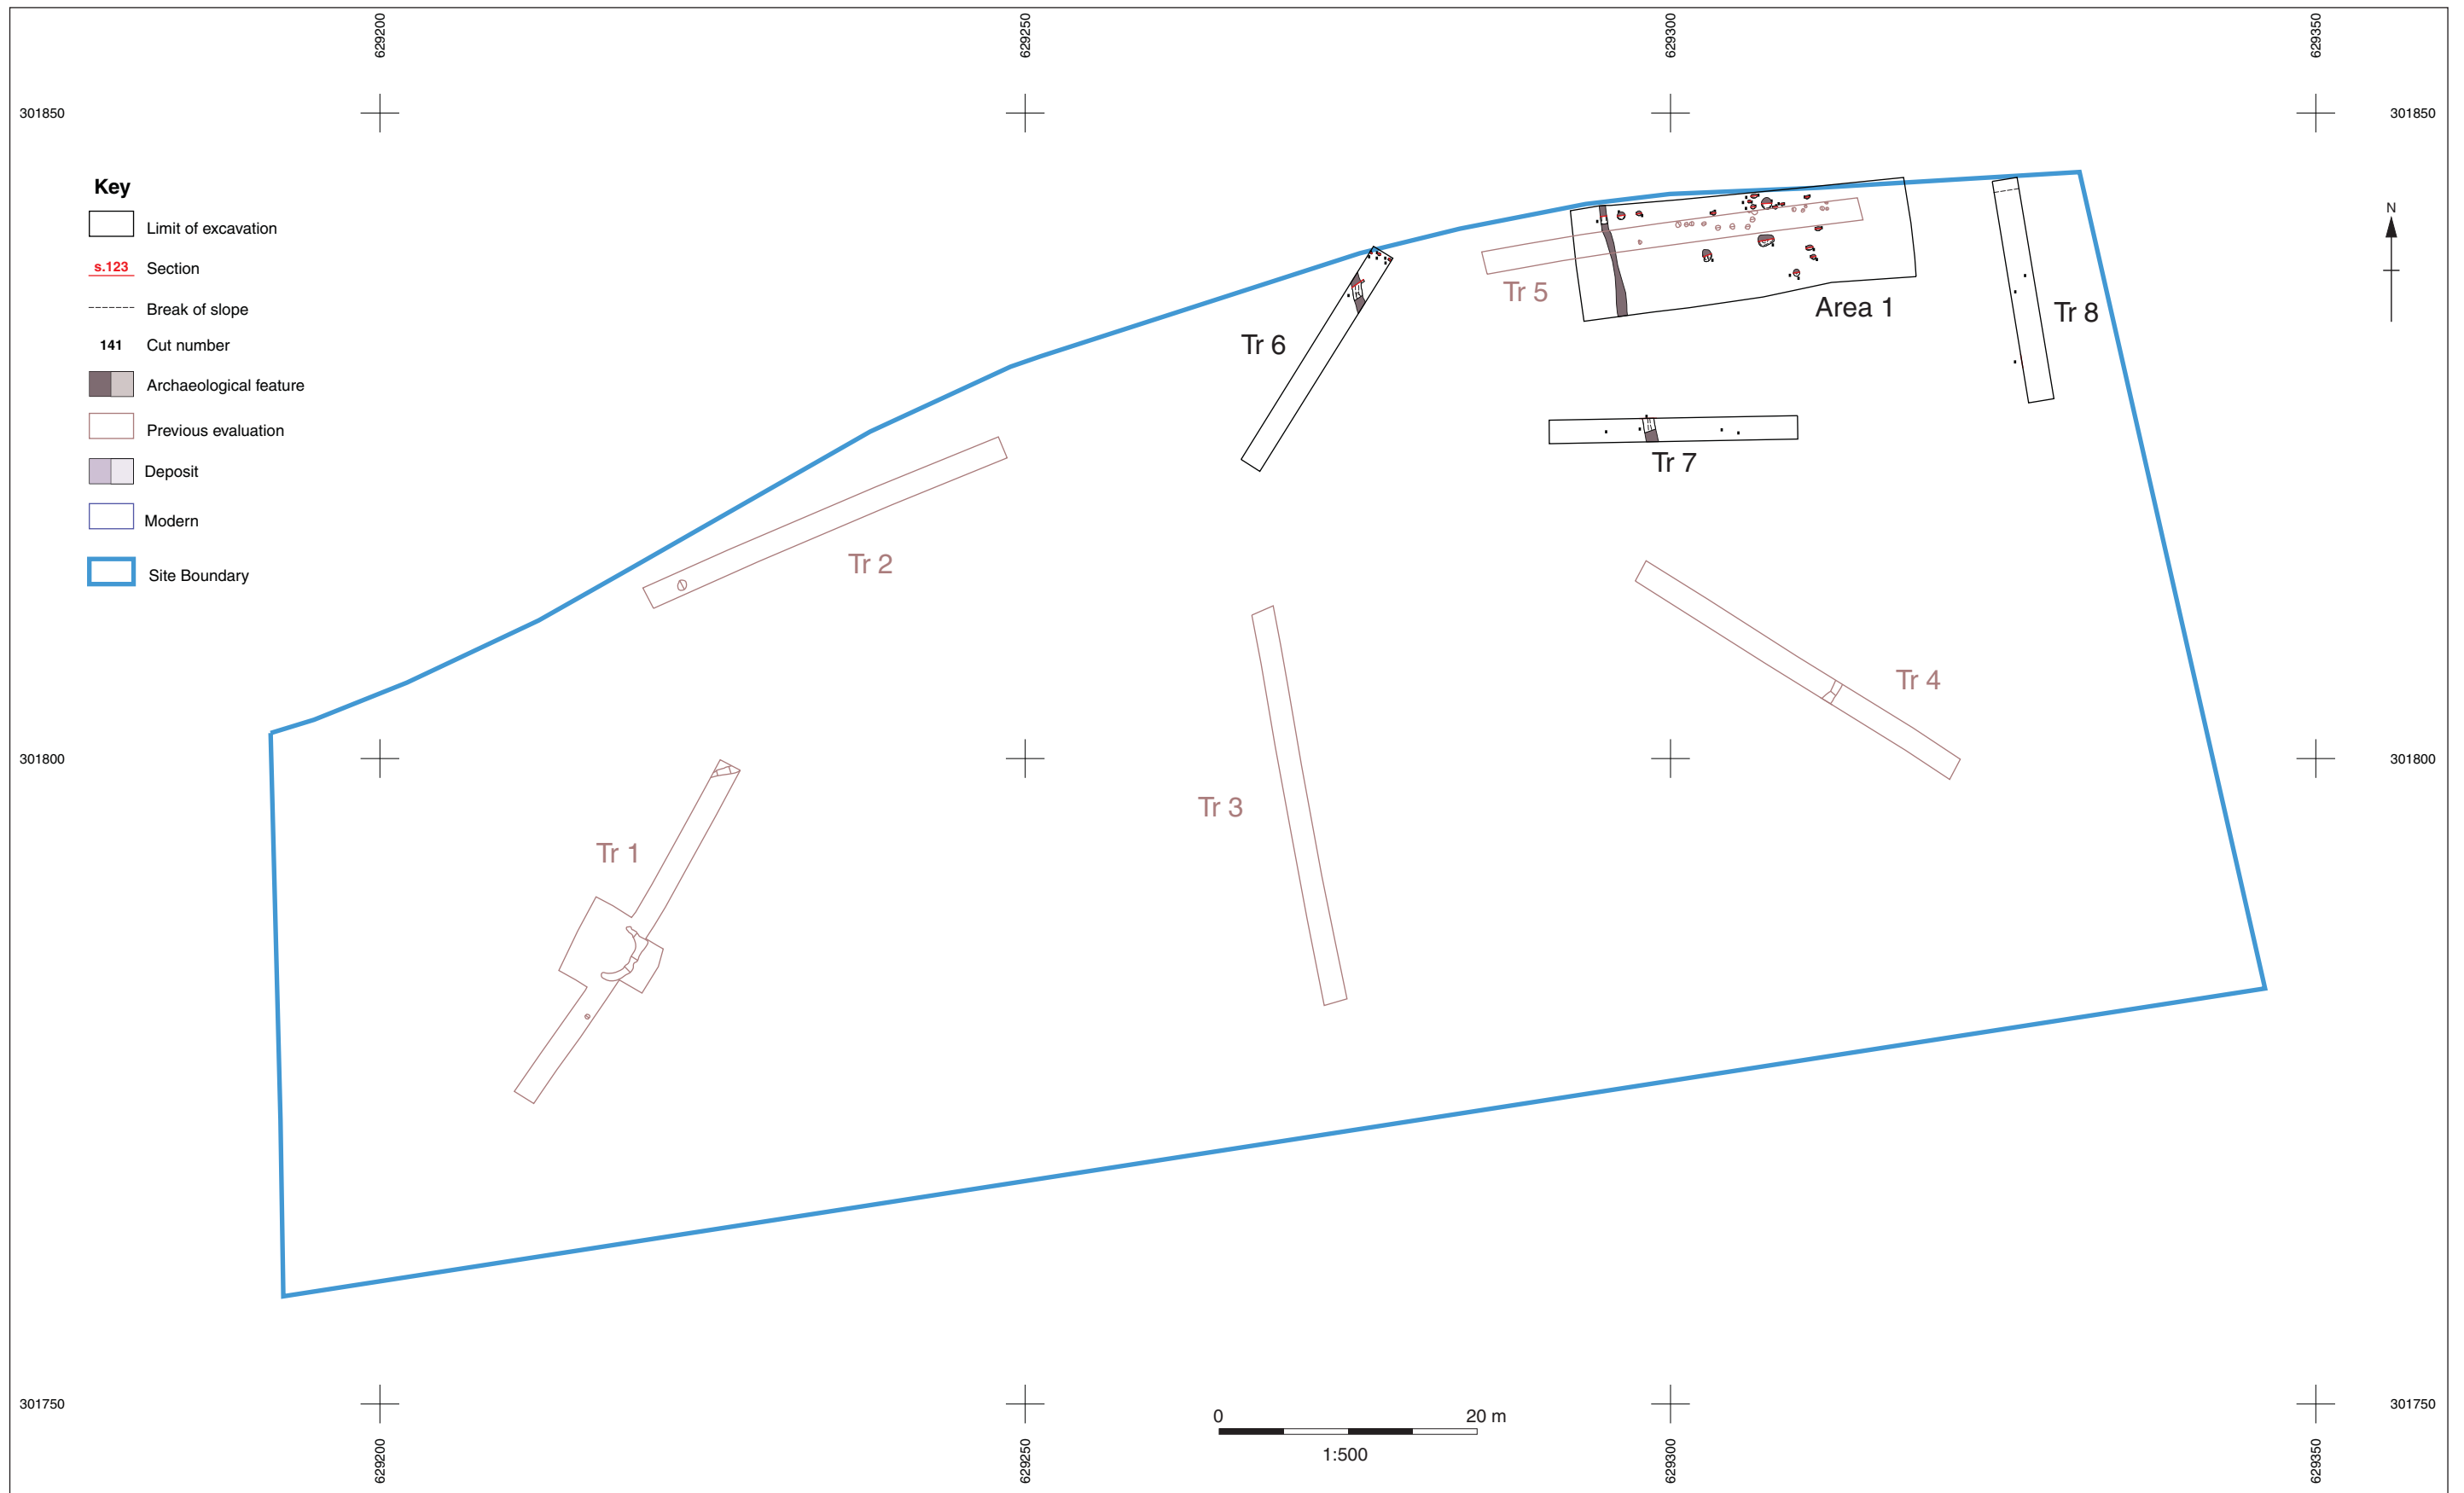 629200
629250
629300
629350
301850
301850
Key
Limit of excavation
s.123 Section
Break of slope
141 Cut number
Archaeological feature
Previous evaluation
Deposit
Modern
Site Boundary
N
Tr 5
Area 1
Tr 8
Tr 6
Tr 7
Tr 2
Tr 4
301800
301800
Tr 3
Tr 1
301750
301750
0 20 m
1:500
629200
629250
629300
629350